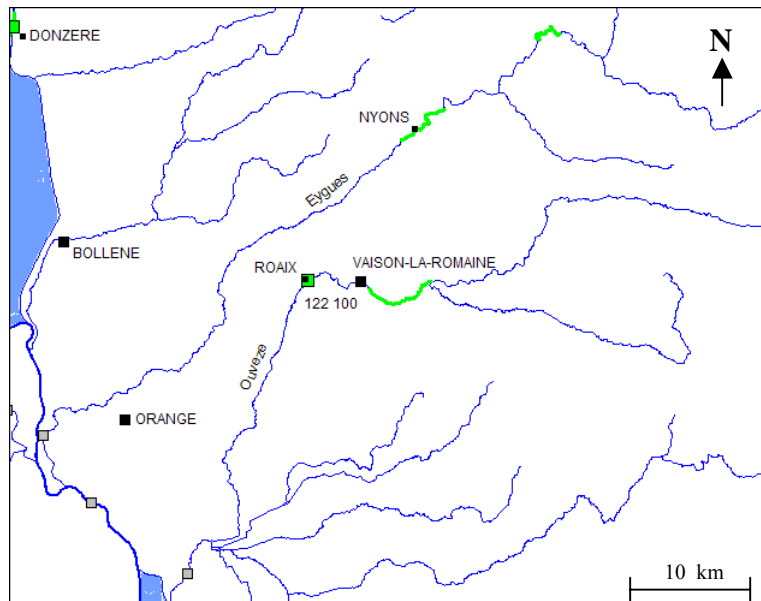 DONZERE
N
NYONS
Eygues
BOLLENE
ROAIX
VAISON-LA-ROMAINE
122 100
Ouveze
ORANGE
10 km